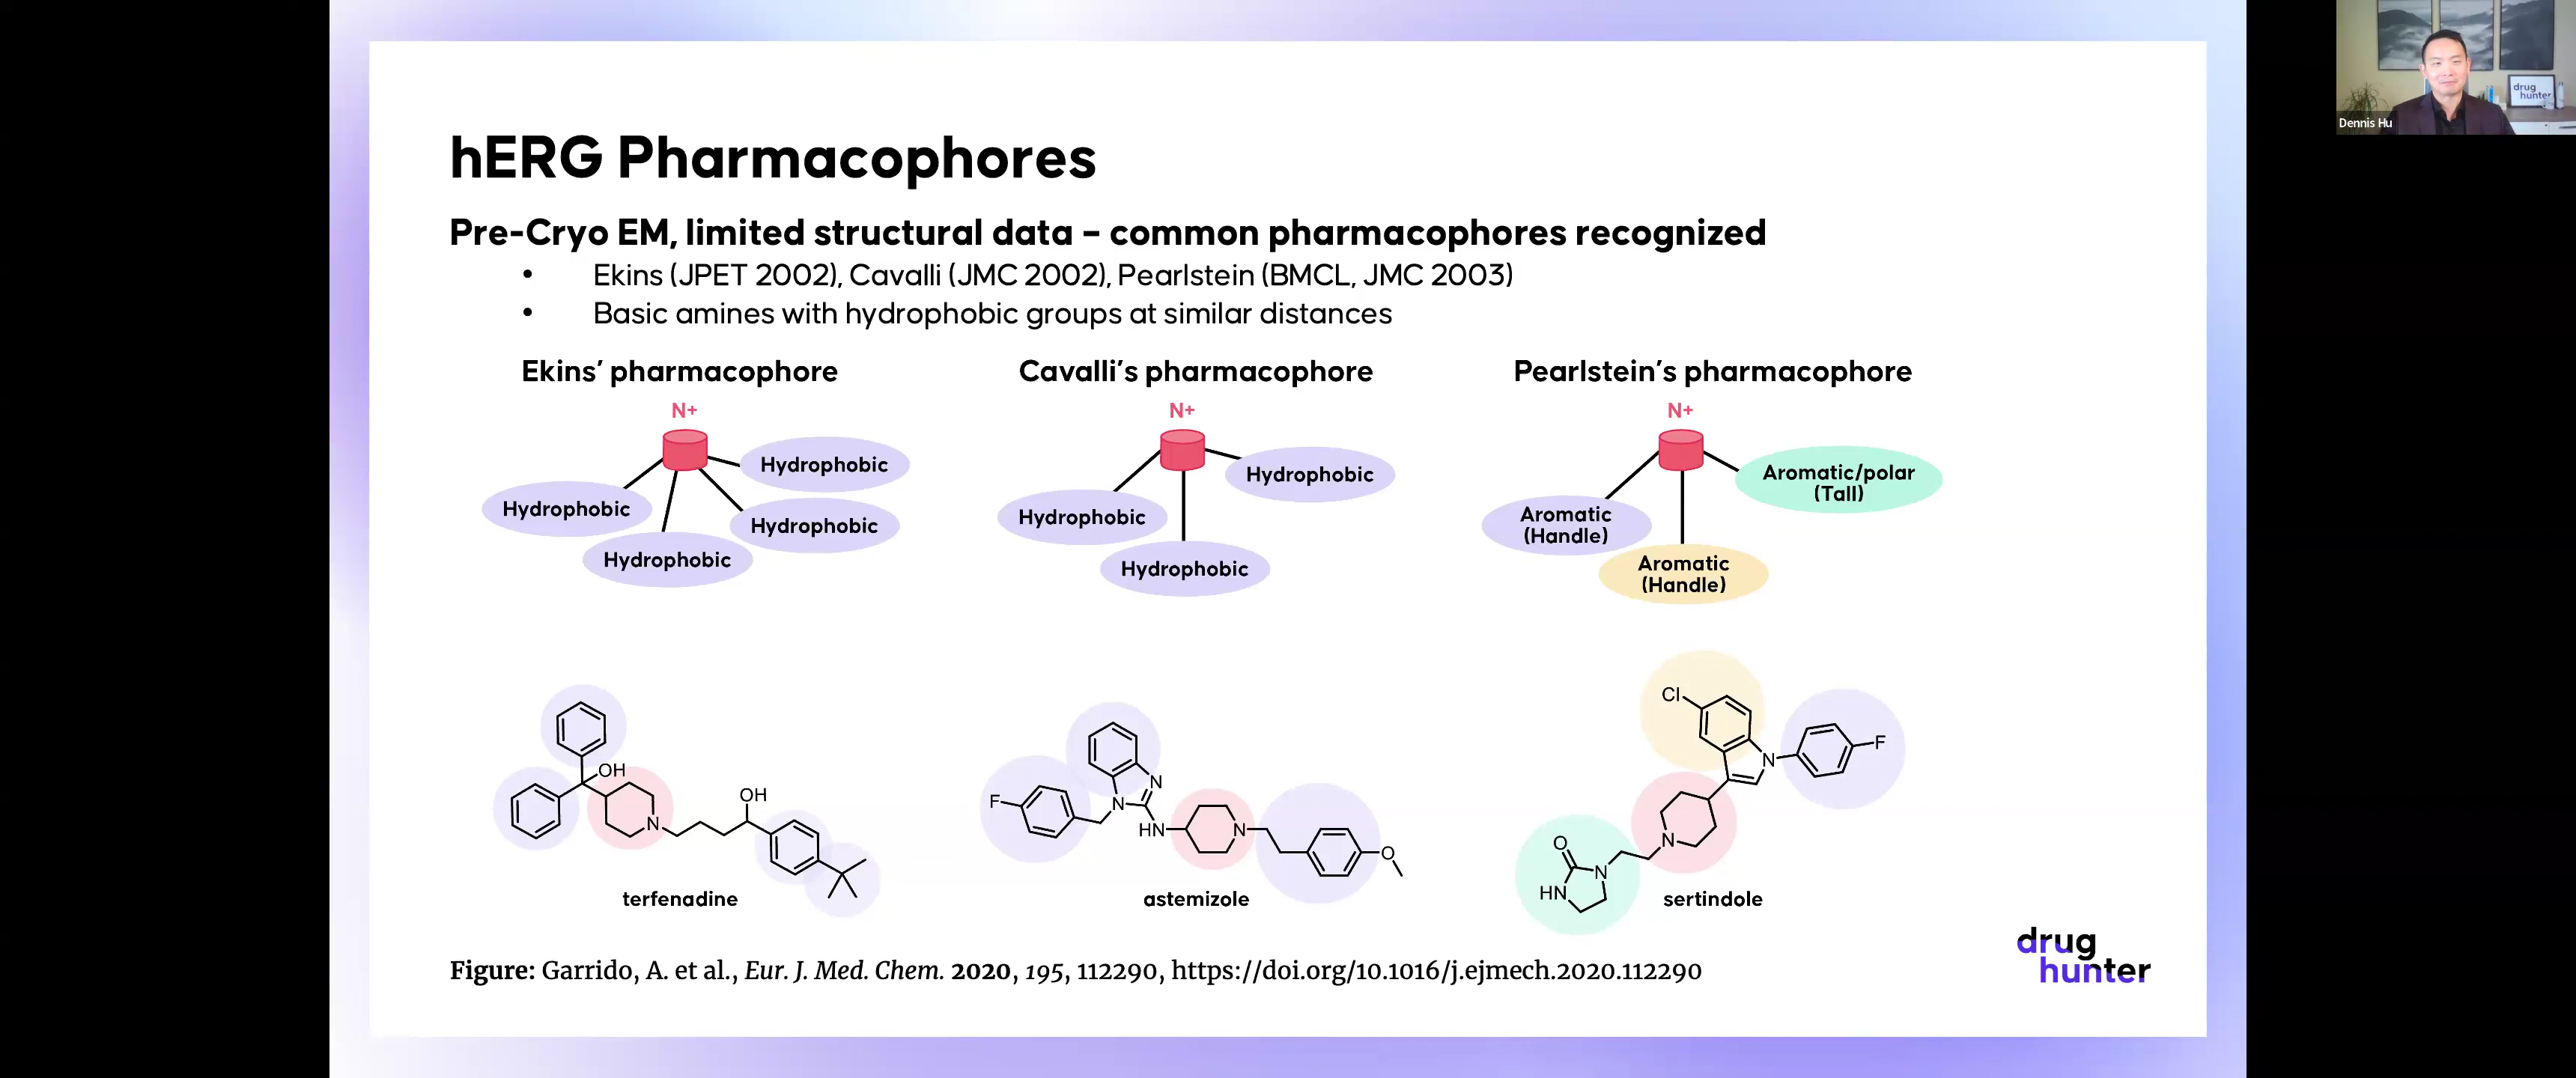 hERG Pharmacophores
Pre-Cryo EM, limited structural data – common pharmacophores recognized
• Ekins (JPET 2002), Cavalli (JMC 2002), Pearlstein (BMCL, JMC 2003)
• Basic amines with hydrophobic groups at similar distances
Ekins’ pharmacophore
N+
Hydrophobic
Hydrophobic
Hydrophobic
Hydrophobic
Cavalli’s pharmacophore
N+
Hydrophobic
Hydrophobic
Hydrophobic
Pearlstein’s pharmacophore
N+
Aromatic/polar
(Tall)
Aromatic
(Handle)
Aromatic
(Handle)
OH
N
OH
terfenadine
F
N
N
HN
N
O
astemizole
Cl
N
F
N
O
N
HN
sertindole
Figure: Garrido, A. et al., Eur. J. Med. Chem. 2020, 195, 112290, https://doi.org/10.1016/j.ejmech.2020.112290
drug
hunter
drug
hunter
Dennis Hu